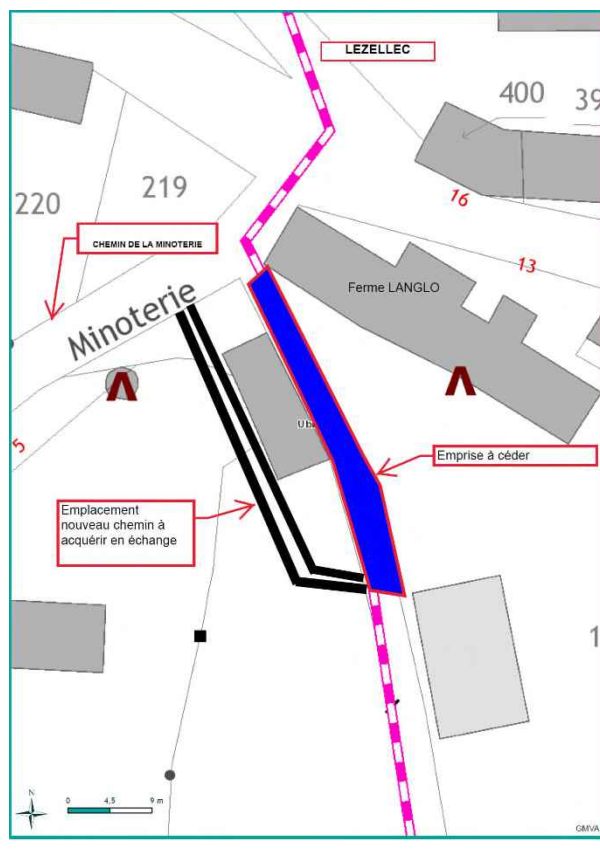 LEZELLEC
400
39
219
220
16
CHEMIN DE LA MINOTERIE
13
Minoterie
Ferme LANGLO
5
Emprise à céder
Emplacement
nouveau chemin à
acquérir en échange
1
N
0 4,5 9 m
GMVA